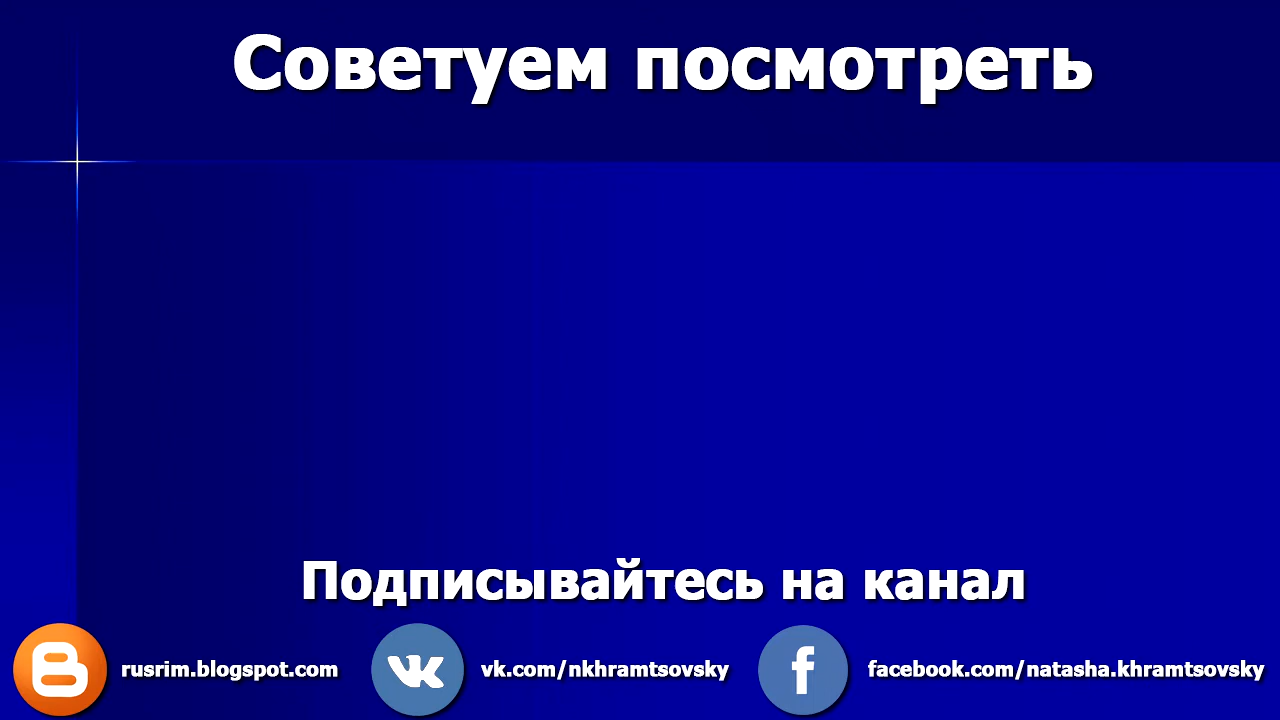 Советуем посмотреть
Подписывайтесь на канал
rusrim.blogspot.com
vk.com/nkhramtsovsky
facebook.com/natasha.khramtsovsky